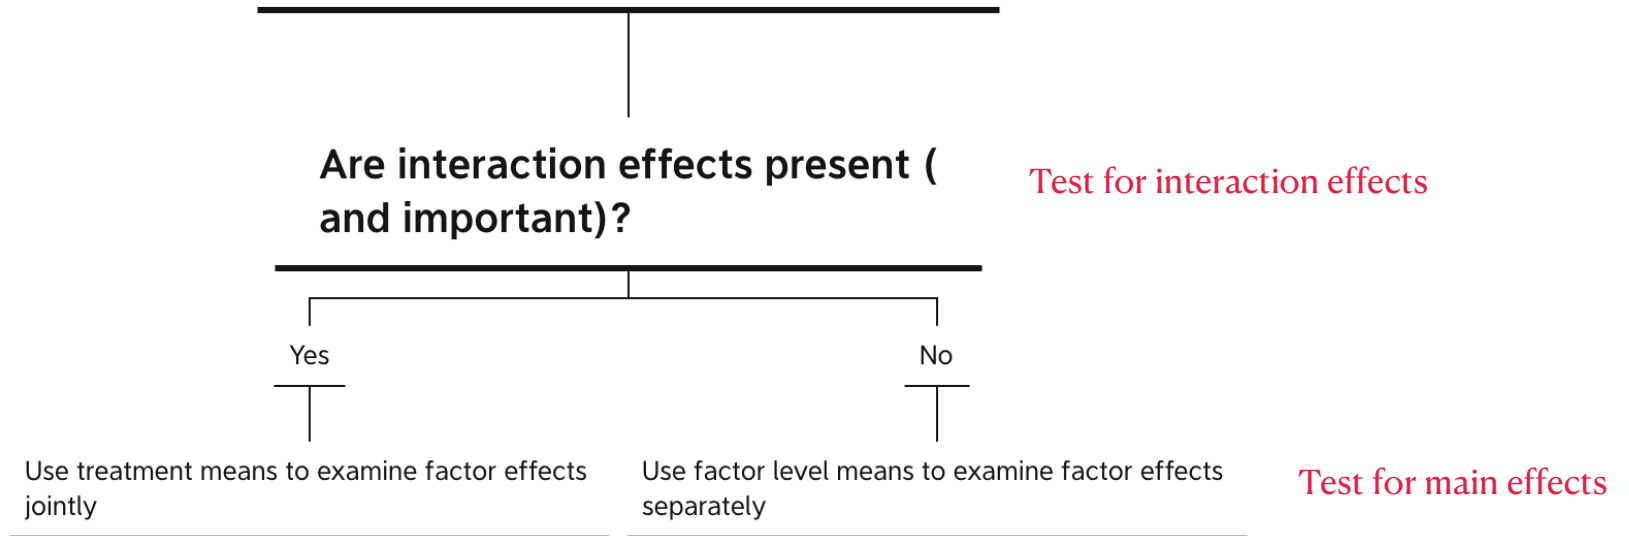 Are interaction effects present (
and important)?
Test for interaction effects
Yes
No
Use treatment means to examine factor effects
jointly
Use factor level means to examine factor effects
separately
Test for main effects